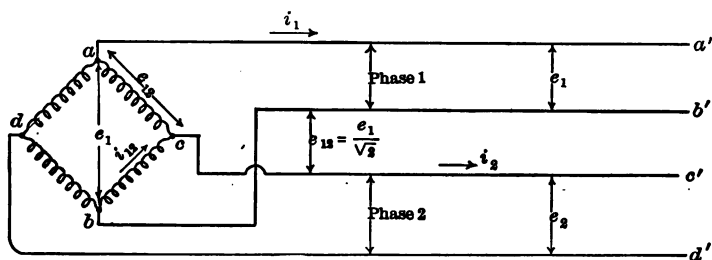 i₁
a
a′
e₁₂
Phase 1
e₁
d
e₁
b′
i₁₂
c
e₁₂ = e₁/√2
i₂
c′
b
Phase 2
e₂
d′